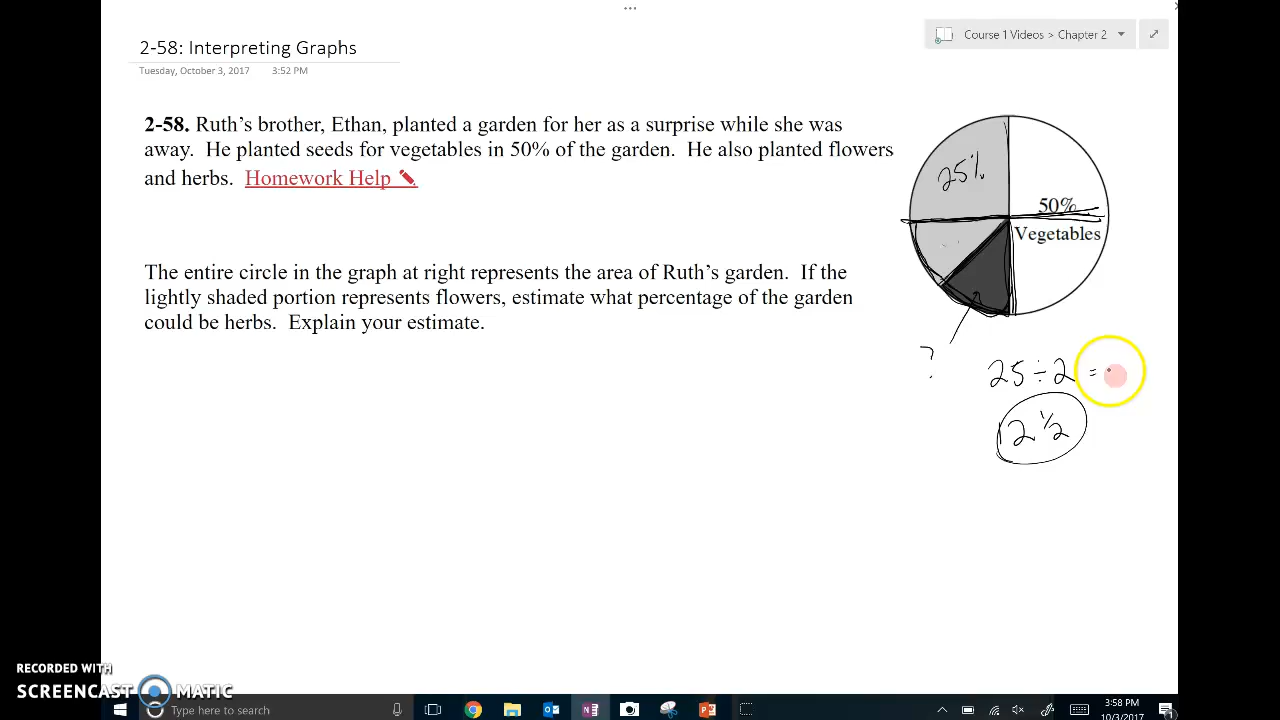 2-58: Interpreting Graphs
Course 1 Videos > Chapter 2
Tuesday, October 3, 2017 3:52 PM
2-58. Ruth's brother, Ethan, planted a garden for her as a surprise while she was
away. He planted seeds for vegetables in 50% of the garden. He also planted flowers
and herbs. Homework Help
25%
50%
Vegetables
The entire circle in the graph at right represents the area of Ruth's garden. If the
lightly shaded portion represents flowers, estimate what percentage of the garden
could be herbs. Explain your estimate.
?
25 ÷ 2 =
12 1/2
RECORDED WITH
SCREENCAST MATIC
Type here to search
3:58 PM
10/3/2017